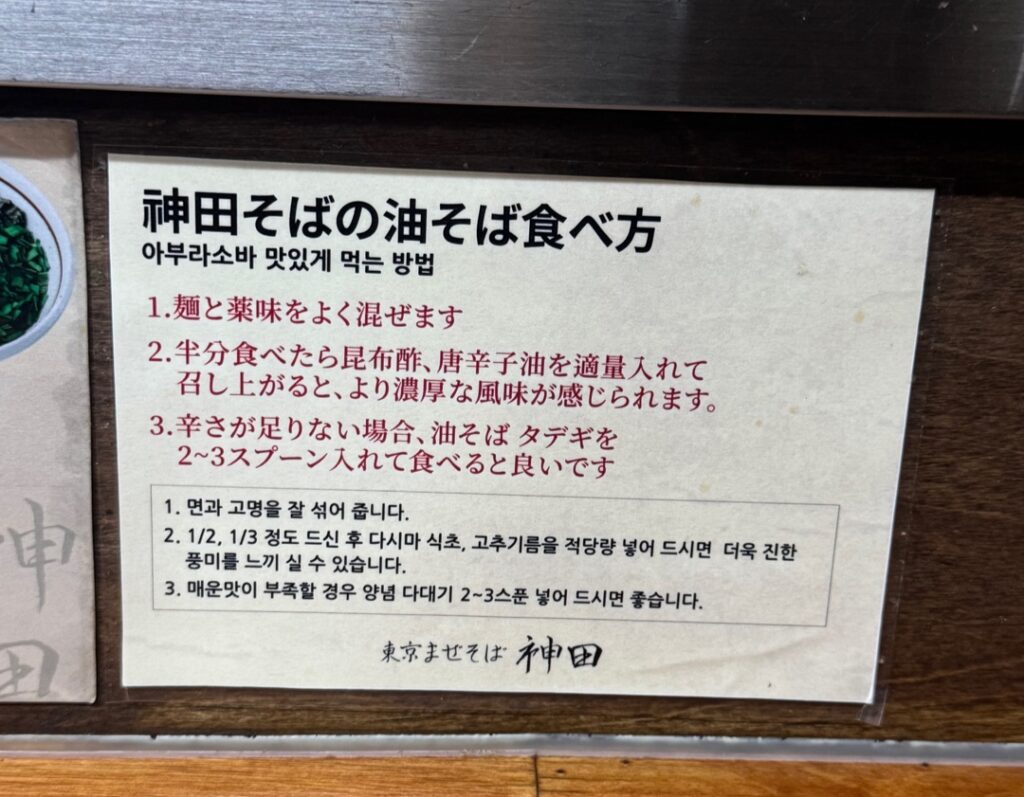 神田そばの油そば食べ方
아부라소바 맛있게 먹는 방법
1.麺と薬味をよく混ぜます
2.半分食べたら昆布酢、唐辛子油を適量入れて
召し上がると、より濃厚な風味が感じられます。
3.辛さが足りない場合、油そば タデギを
2~3スプーン入れて食べると良いです
1. 면과 고명을 잘 섞어 줍니다.
2. 1/2, 1/3 정도 드신 후 다시마 식초, 고추기름을 적당량 넣어 드시면 더욱 진한
풍미를 느끼 실 수 있습니다.
3. 매운맛이 부족할 경우 양념 다대기 2~3스푼 넣어 드시면 좋습니다.
東京まぜそば 神田
神田